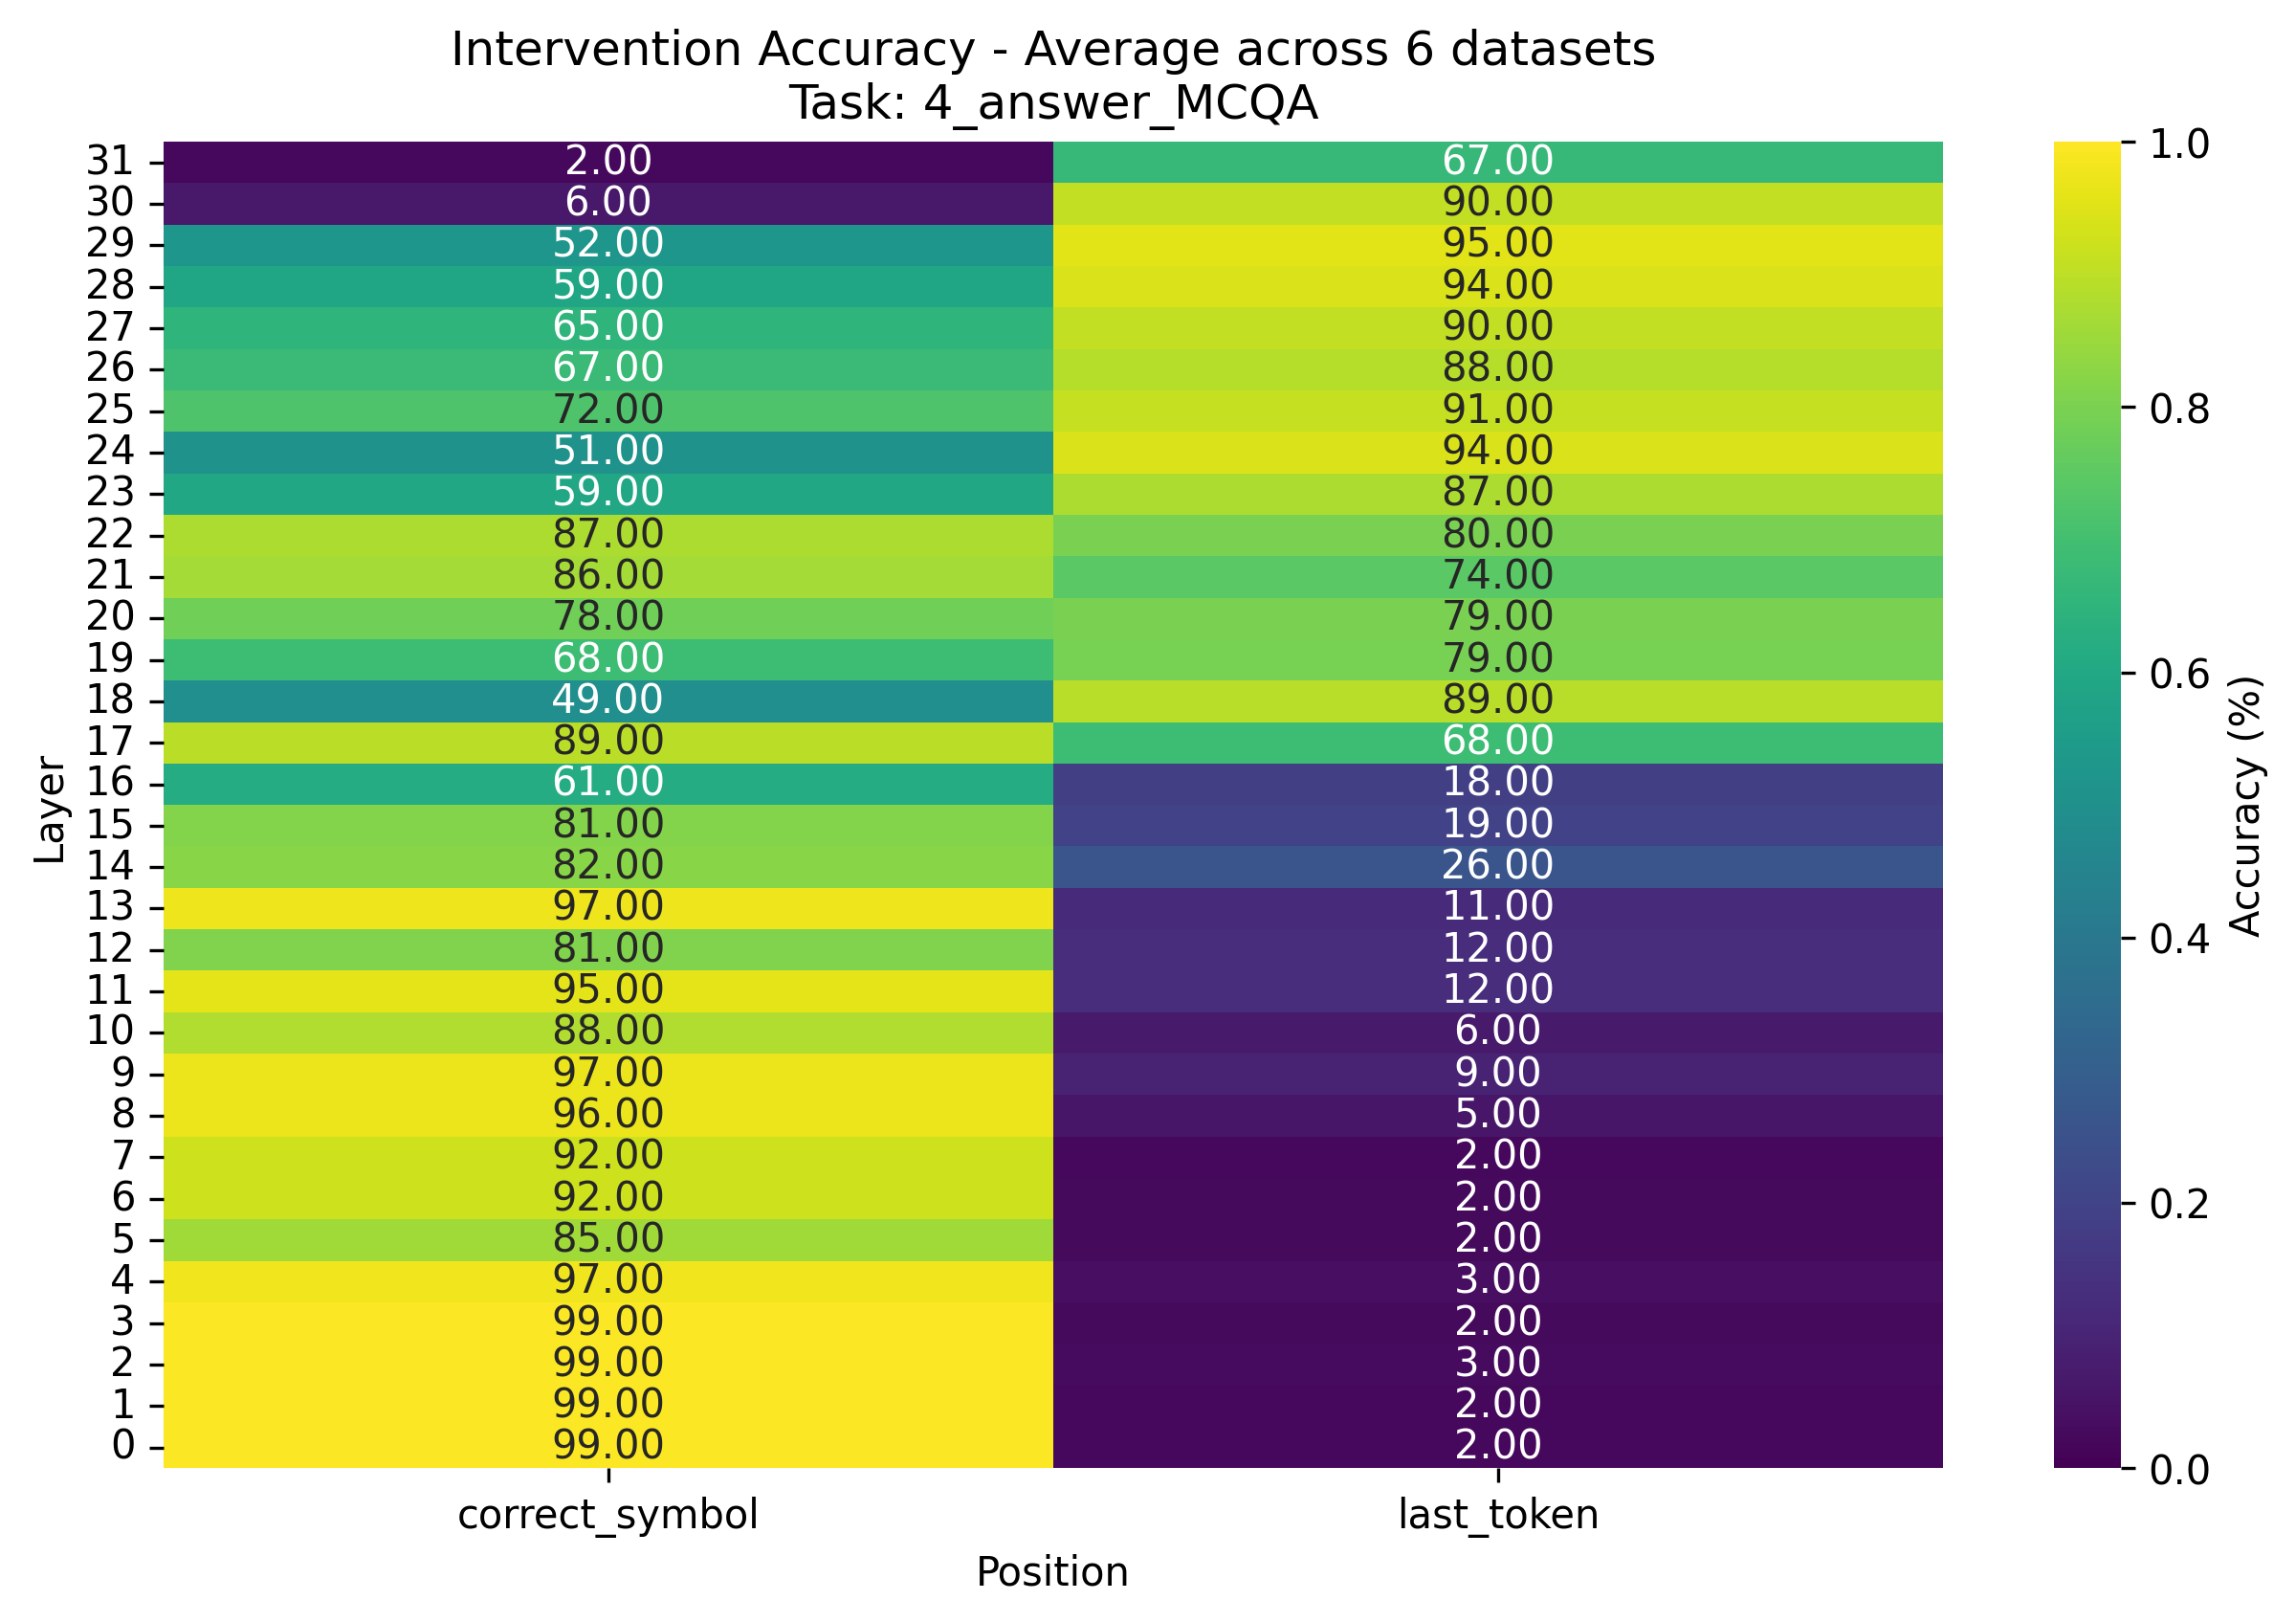 Intervention Accuracy - Average across 6 datasets
Task: 4_answer_MCQA
31 2.00 67.00
30 6.00 90.00
29 52.00 95.00
28 59.00 94.00
27 65.00 90.00
26 67.00 88.00
25 72.00 91.00
24 51.00 94.00
23 59.00 87.00
22 87.00 80.00
21 86.00 74.00
20 78.00 79.00
19 68.00 79.00
18 49.00 89.00
17 89.00 68.00
16 61.00 18.00
15 81.00 19.00
14 82.00 26.00
13 97.00 11.00
12 81.00 12.00
11 95.00 12.00
10 88.00 6.00
9 97.00 9.00
8 96.00 5.00
7 92.00 2.00
6 92.00 2.00
5 85.00 2.00
4 97.00 3.00
3 99.00 2.00
2 99.00 3.00
1 99.00 2.00
0 99.00 2.00
correct_symbol last_token
Position
Layer
1.0
0.8
0.6
0.4
0.2
0.0
Accuracy (%)